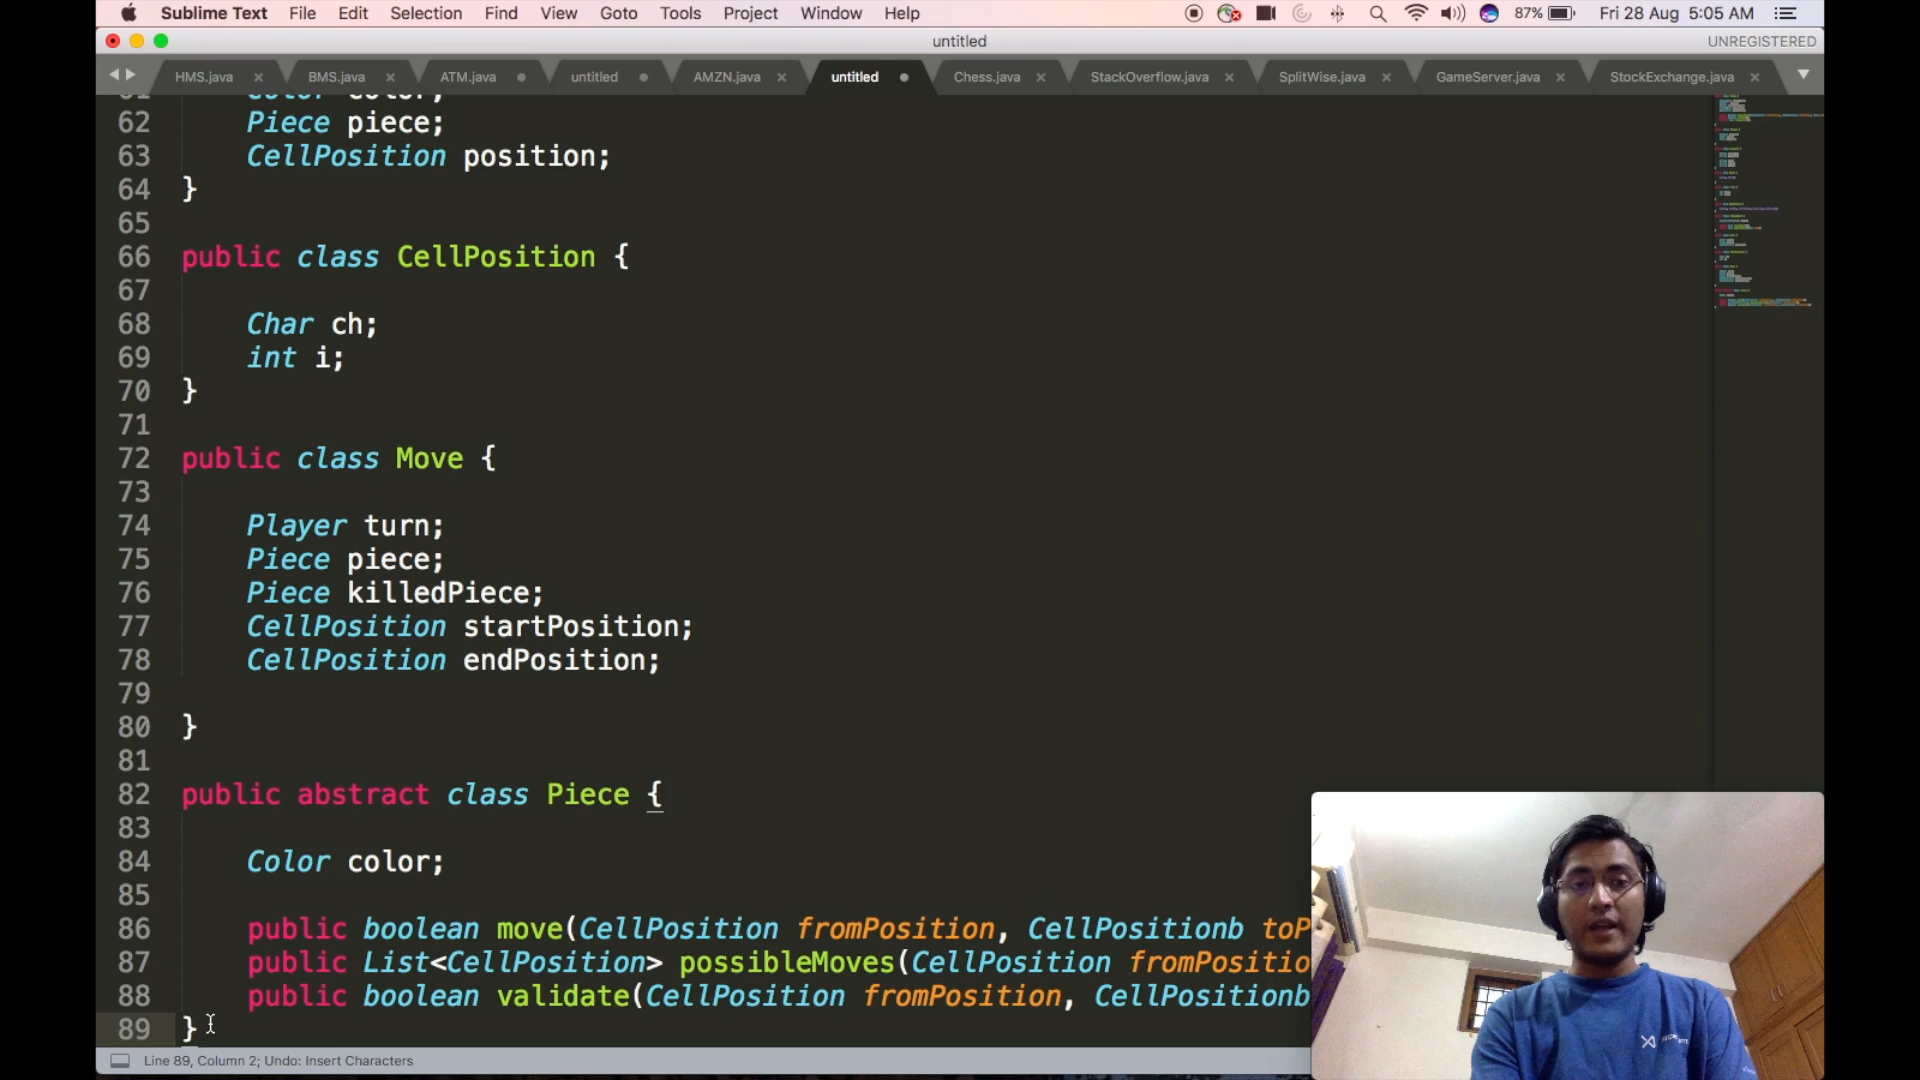 Sublime Text File Edit Selection Find View Goto Tools Project Window Help 87% Fri 28 Aug 5:05 AM
untitled UNREGISTERED
HMS.java BMS.java ATM.java untitled AMZN.java untitled Chess.java StackOverflow.java SplitWise.java GameServer.java StockExchange.java
61 Color color;
62 Piece piece;
63 CellPosition position;
64 }
65
66 public class CellPosition {
67
68 Char ch;
69 int i;
70 }
71
72 public class Move {
73
74 Player turn;
75 Piece piece;
76 Piece killedPiece;
77 CellPosition startPosition;
78 CellPosition endPosition;
79
80 }
81
82 public abstract class Piece {
83
84 Color color;
85
86 public boolean move(CellPosition fromPosition, CellPositionb toP
87 public List<CellPosition> possibleMoves(CellPosition fromPositio
88 public boolean validate(CellPosition fromPosition, CellPositionb
89 }
Line 89, Column 2; Undo: Insert Characters